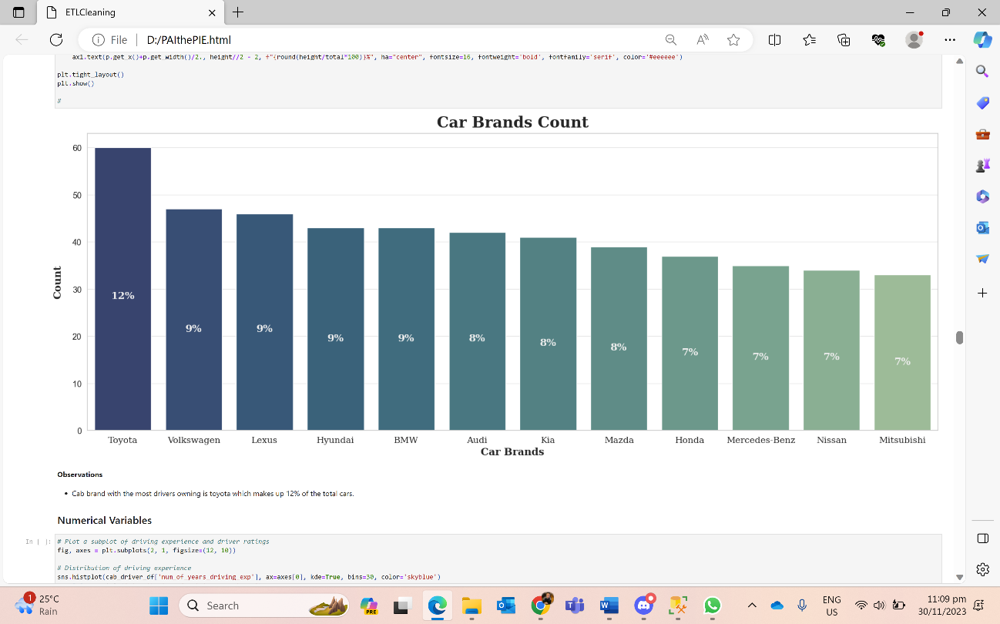 ETLCleaning
File
D:/PAIthePIE.html
ax1.text(p.get_x()+p.get_width()/2., height//2 - 2, f"{round(height/total*100)}%", ha="center", fontsize=16, fontweight='bold', fontfamily='serif', color='#eeeeee')
plt.tight_layout()
plt.show()
#
Car Brands Count
60
50
40
30
20
10
0
Count
12%
9%
9%
9%
9%
8%
8%
8%
7%
7%
7%
7%
Toyota
Volkswagen
Lexus
Hyundai
BMW
Audi
Kia
Mazda
Honda
Mercedes-Benz
Nissan
Mitsubishi
Car Brands
Observations
• Cab brand with the most drivers owning is toyota which makes up 12% of the total cars.
Numerical Variables
In [ ]:
# Plot a subplot of driving experience and driver ratings
fig, axes = plt.subplots(2, 1, figsize=(12, 10))
# Distribution of driving experience
sns.histplot(cab_driver_df['num_of_years_driving_exp'], ax=axes[0], kde=True, bins=30, color='skyblue')
1
25°C
Rain
Search
PRE
ENG
US
11:09 pm
30/11/2023